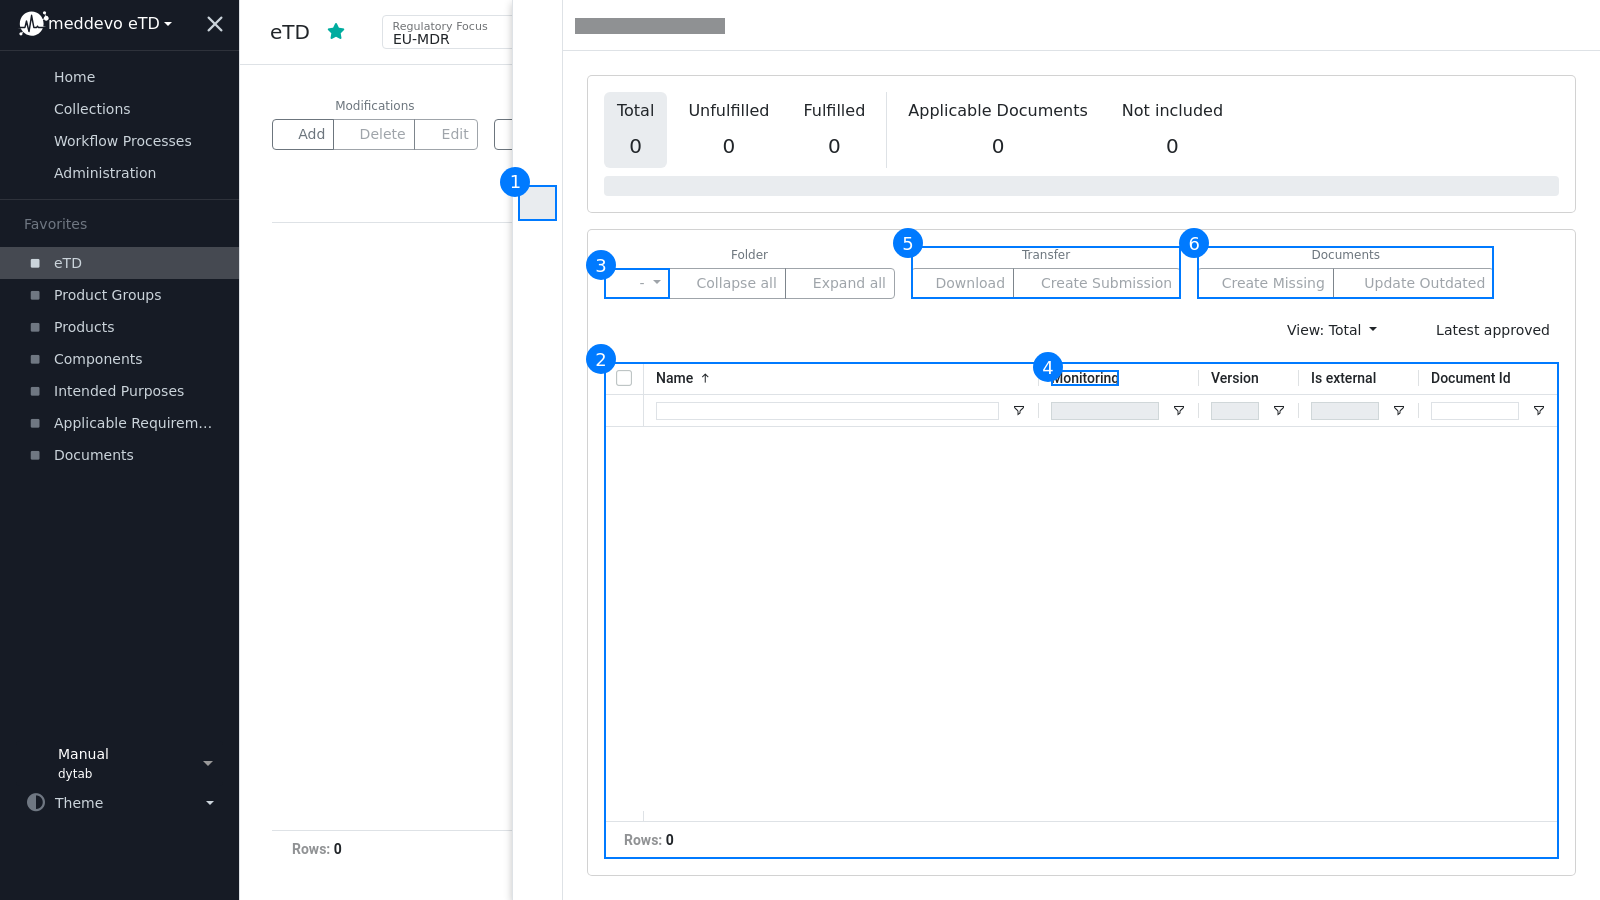 meddevo eTD
Home
Collections
Workflow Processes
Administration
Favorites
eTD
Product Groups
Products
Components
Intended Purposes
Applicable Requirem...
Documents
Manual
dytab
Theme
eTD
Regulatory Focus
EU-MDR
Modifications
Add Delete Edit
Rows: 0
1
Total Unfulfilled Fulfilled Applicable Documents Not included
0 0 0 0 0
5 6
Folder Transfer Documents
3
- Collapse all Expand all Download Create Submission Create Missing Update Outdated
View: Total Latest approved
2 4
Name ↑ Monitoring Version Is external Document Id
Rows: 0